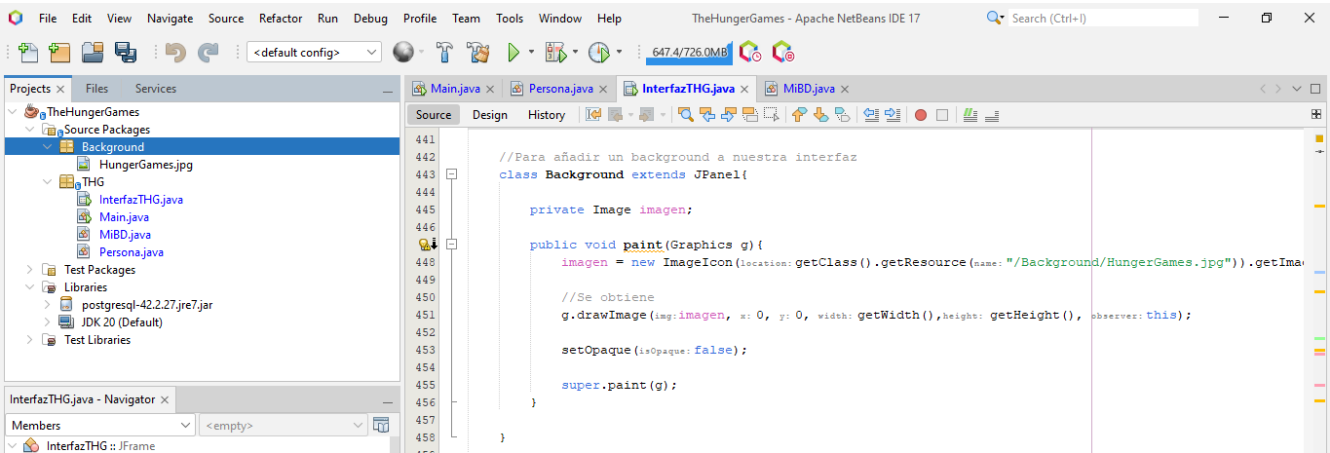 File Edit View Navigate Source Refactor Run Debug Profile Team Tools Window Help TheHungerGames - Apache NetBeans IDE 17 Search (Ctrl+I)
<default config> 647.4/726.0MB
Projects Files Services
TheHungerGames
Source Packages
Background
HungerGames.jpg
THG
InterfazTHG.java
Main.java
MiBD.java
Persona.java
Test Packages
Libraries
postgresql-42.2.27.jre7.jar
JDK 20 (Default)
Test Libraries
InterfazTHG.java - Navigator
Members <empty>
InterfazTHG :: JFrame
Main.java Persona.java InterfazTHG.java MiBD.java
Source Design History
441
442 //Para añadir un background a nuestra interfaz
443 class Background extends JPanel{
444
445 private Image imagen;
446
public void paint(Graphics g){
448 imagen = new ImageIcon(location: getClass().getResource(name: "/Background/HungerGames.jpg")).getIma
449
450 //Se obtiene
451 g.drawImage(img: imagen, x: 0, y: 0, width: getWidth(),height: getHeight(), observer: this);
452
453 setOpaque(isOpaque: false);
454
455 super.paint(g);
456 }
457
458 }